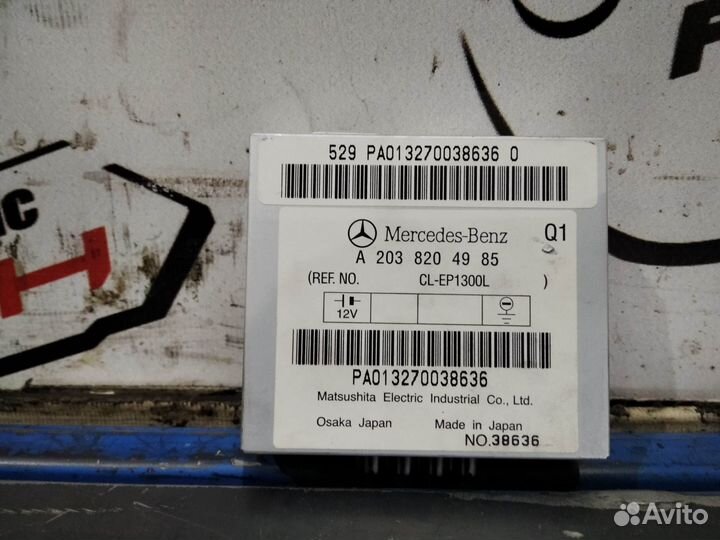 529 PA013270038636 0
Mercedes-Benz Q1
A 203 820 49 85
(REF. NO. CL-EP1300L )
12V
PA013270038636
Matsushita Electric Industrial Co., Ltd.
Osaka Japan Made in Japan
NO.38636
Avito